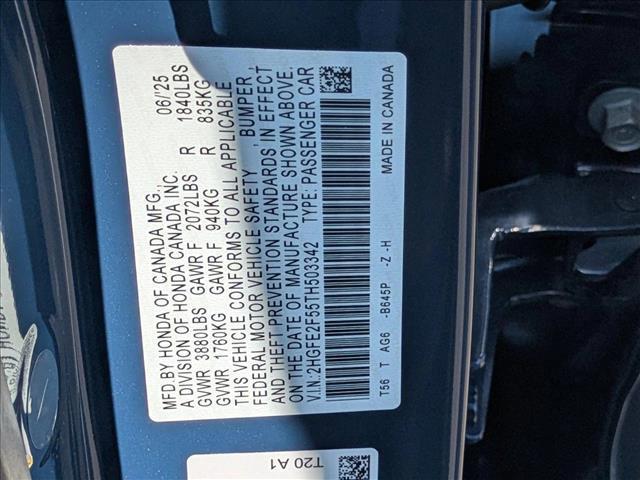 MFD. BY HONDA OF CANADA MFG., 06/'25
A DIVISION OF HONDA CANADA INC.
GVWR 3880LBS GAWR F 2072LBS R 1840LBS
GVWR 1760KG GAWR F 940KG R 835KG
THIS VEHICLE CONFORMS TO ALL APPLICABLE
FEDERAL MOTOR VEHICLE SAFETY , BUMPER ,
AND THEFT PREVENTION STANDARDS IN EFFECT
ON THE DATE OF MANUFACTURE SHOWN ABOVE.
V.I.N.:2HGFE2F55TH503342 TYPE: PASSENGER CAR
T56 T AG6 -B645P -Z -H MADE IN CANADA
T20 A1